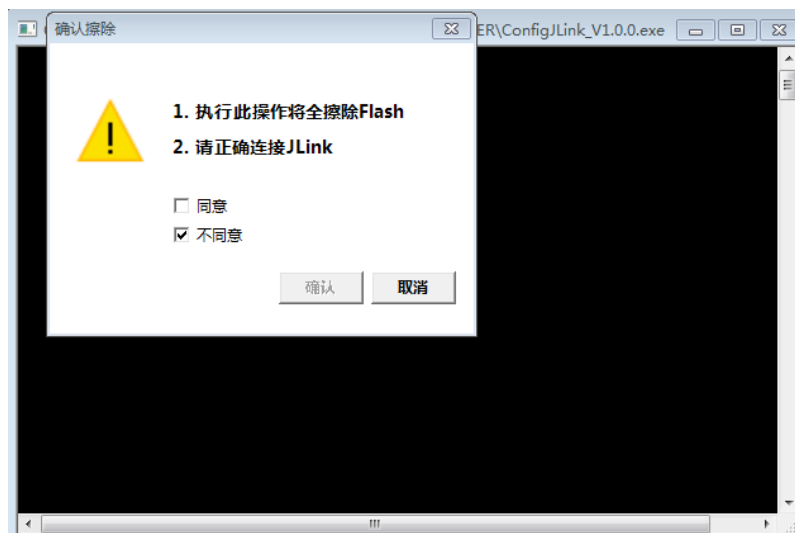 确认擦除
ER\ConfigJLink_V1.0.0.exe
1. 执行此操作将全擦除Flash
2. 请正确连接JLink
同意
不同意
确认
取消